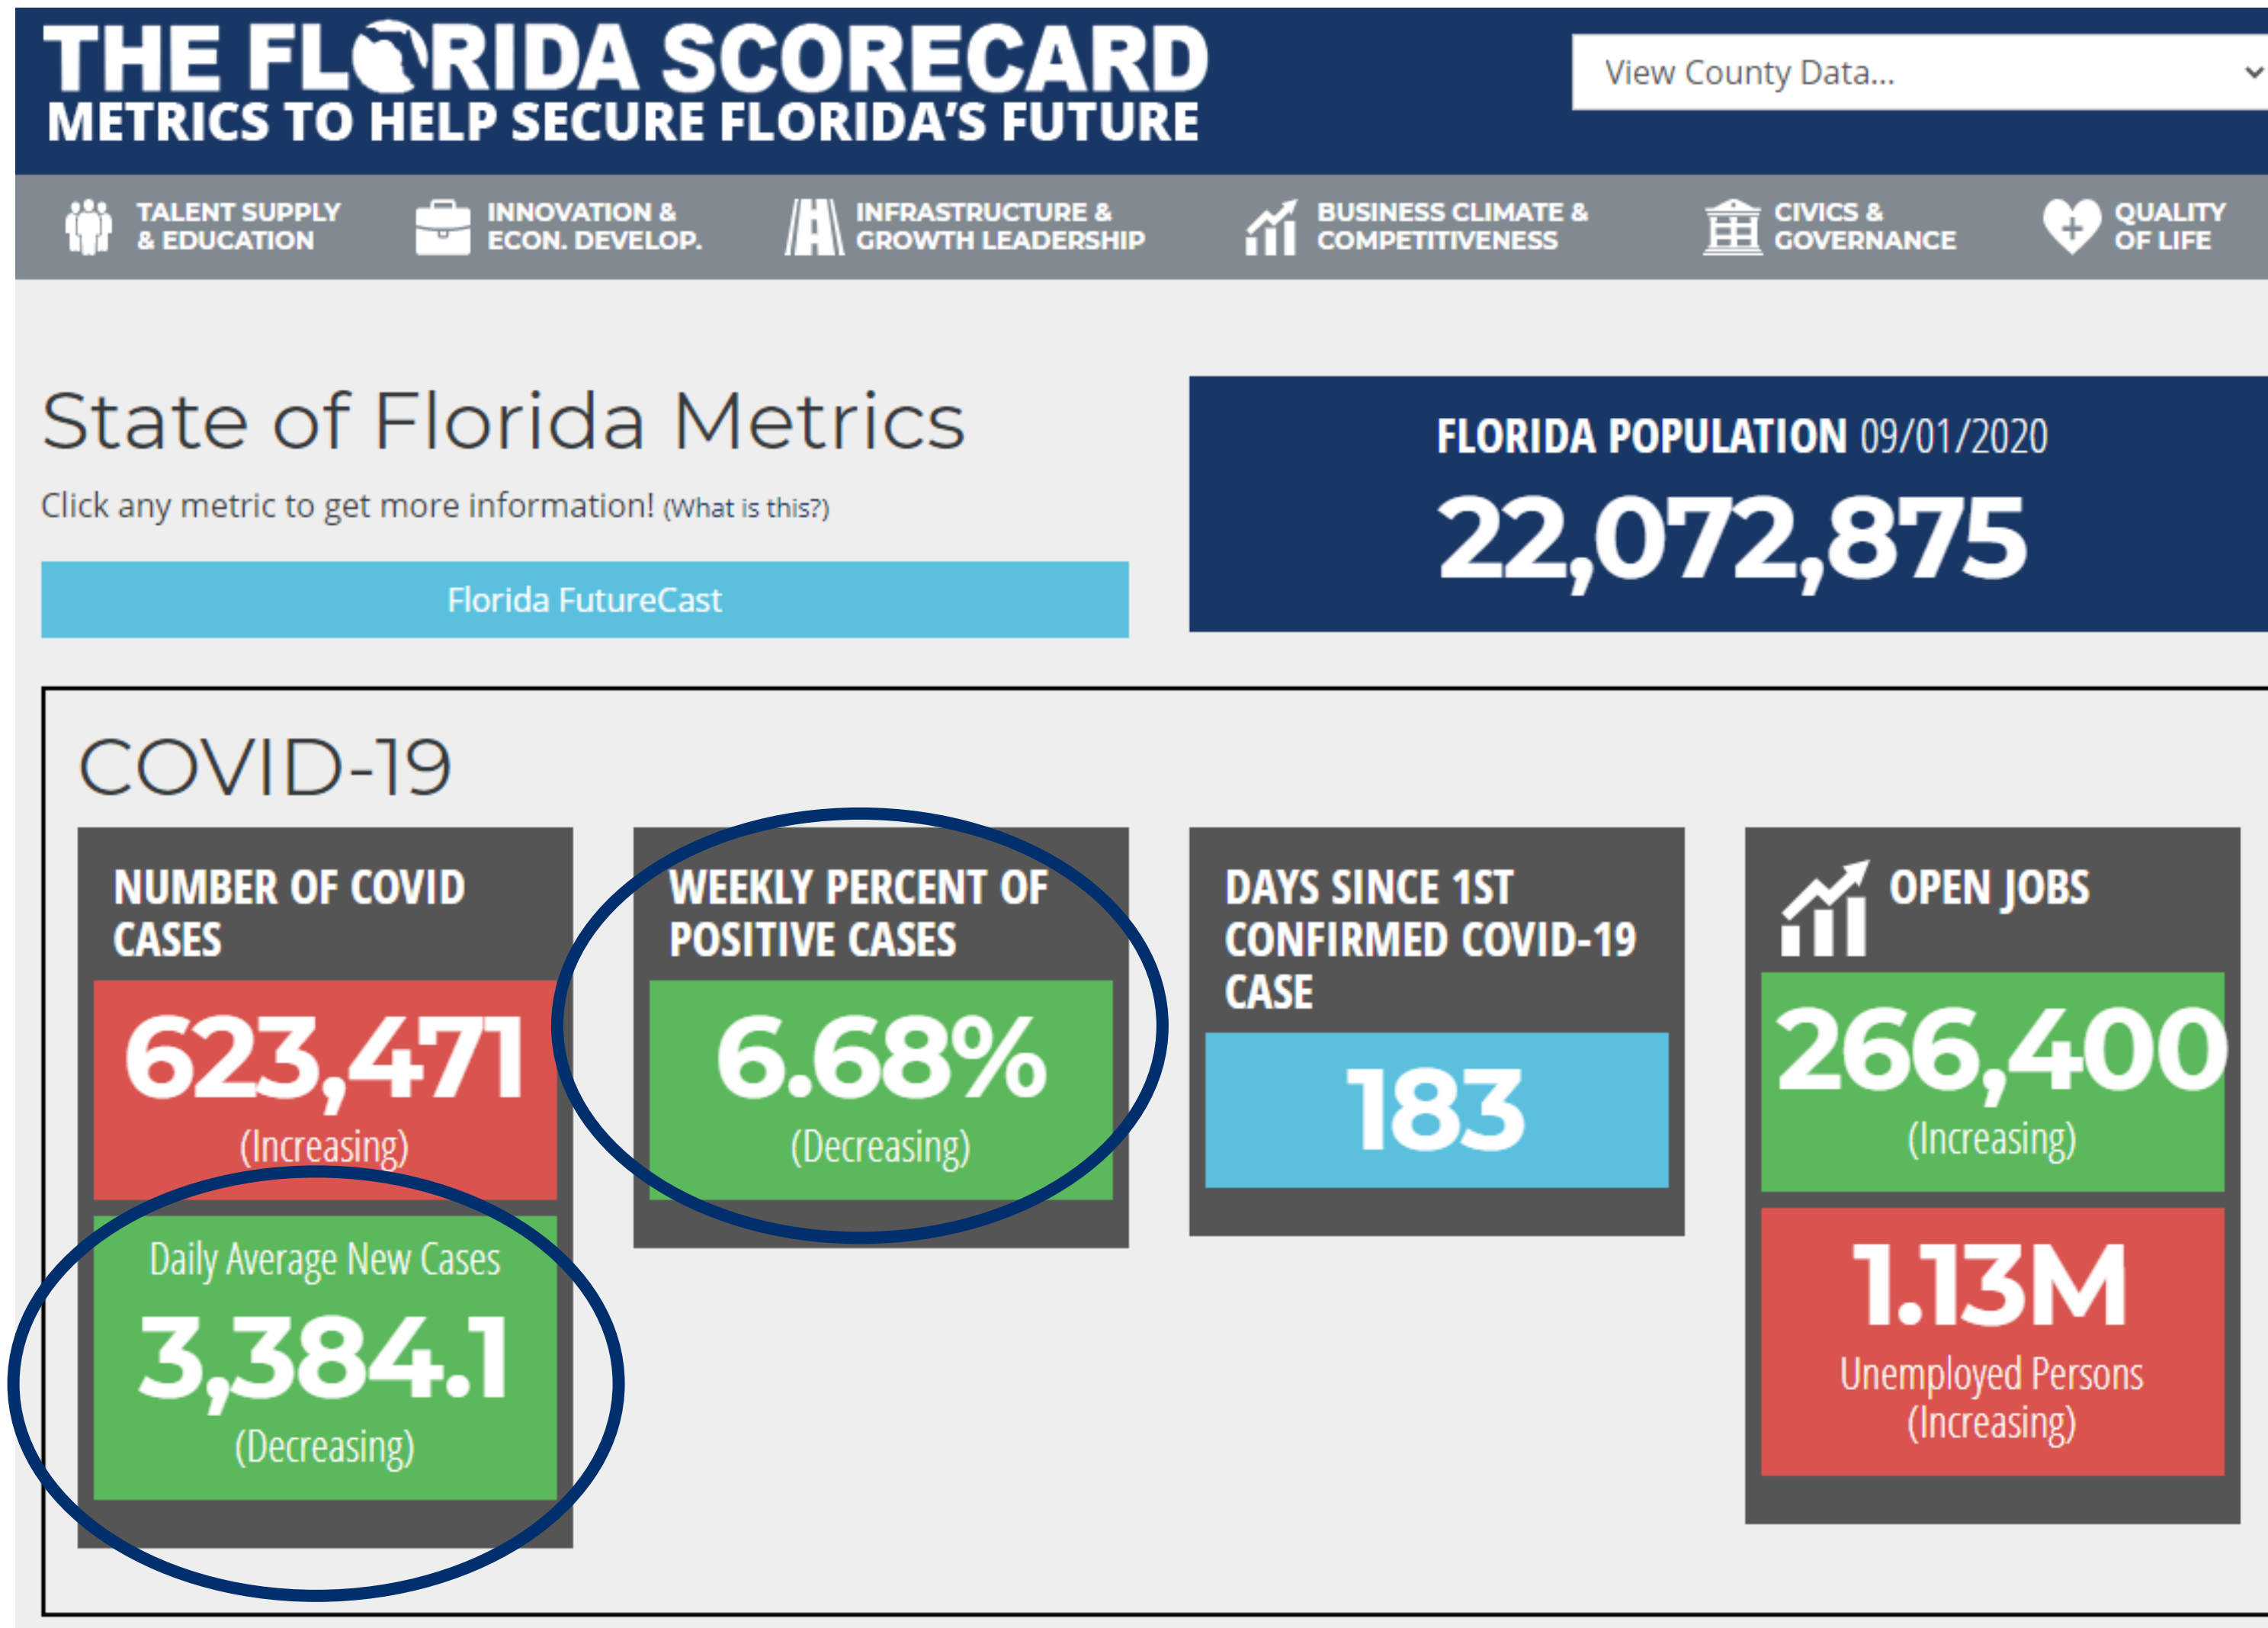 THE FLORIDA SCORECARD
METRICS TO HELP SECURE FLORIDA'S FUTURE
View County Data...
TALENT SUPPLY
& EDUCATION
INNOVATION &
ECON. DEVELOP.
INFRASTRUCTURE &
GROWTH LEADERSHIP
BUSINESS CLIMATE &
COMPETITIVENESS
CIVICS &
GOVERNANCE
QUALITY
OF LIFE
State of Florida Metrics
Click any metric to get more information! (What is this?)
Florida FutureCast
FLORIDA POPULATION 09/01/2020
22,072,875
COVID-19
NUMBER OF COVID
CASES
623,471
(Increasing)
Daily Average New Cases
3,384.1
(Decreasing)
WEEKLY PERCENT OF
POSITIVE CASES
6.68%
(Decreasing)
DAYS SINCE 1ST
CONFIRMED COVID-19
CASE
183
OPEN JOBS
266,400
(Increasing)
1.13M
Unemployed Persons
(Increasing)